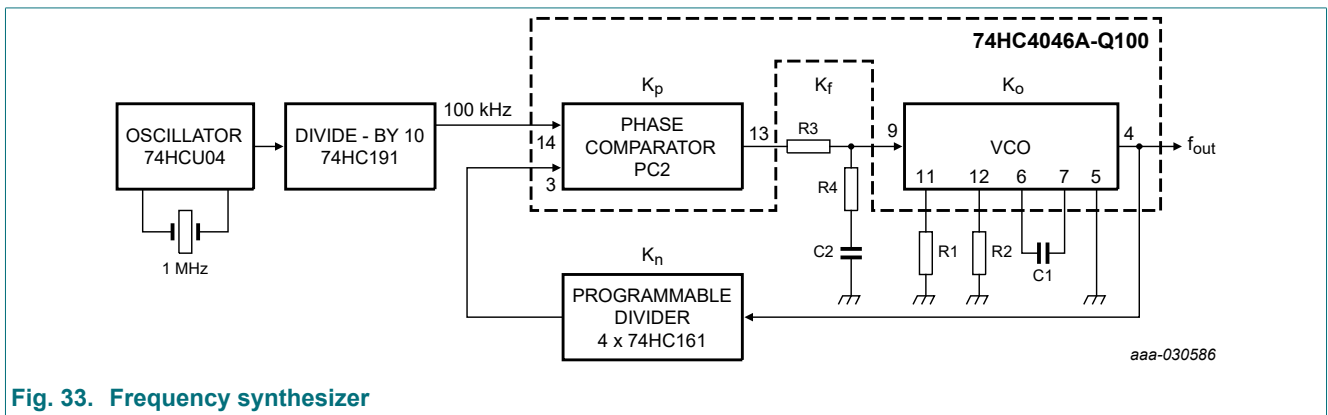 74HC4046A-Q100
Kp
Kf
Ko
100 kHz
OSCILLATOR
74HCU04
DIVIDE - BY 10
74HC191
14
3
PHASE
COMPARATOR
PC2
13
R3
9
VCO
4
fout
11
12
6
7
5
R4
C2
R1
R2
C1
1 MHz
Kn
PROGRAMMABLE
DIVIDER
4 x 74HC161
aaa-030586
Fig. 33. Frequency synthesizer